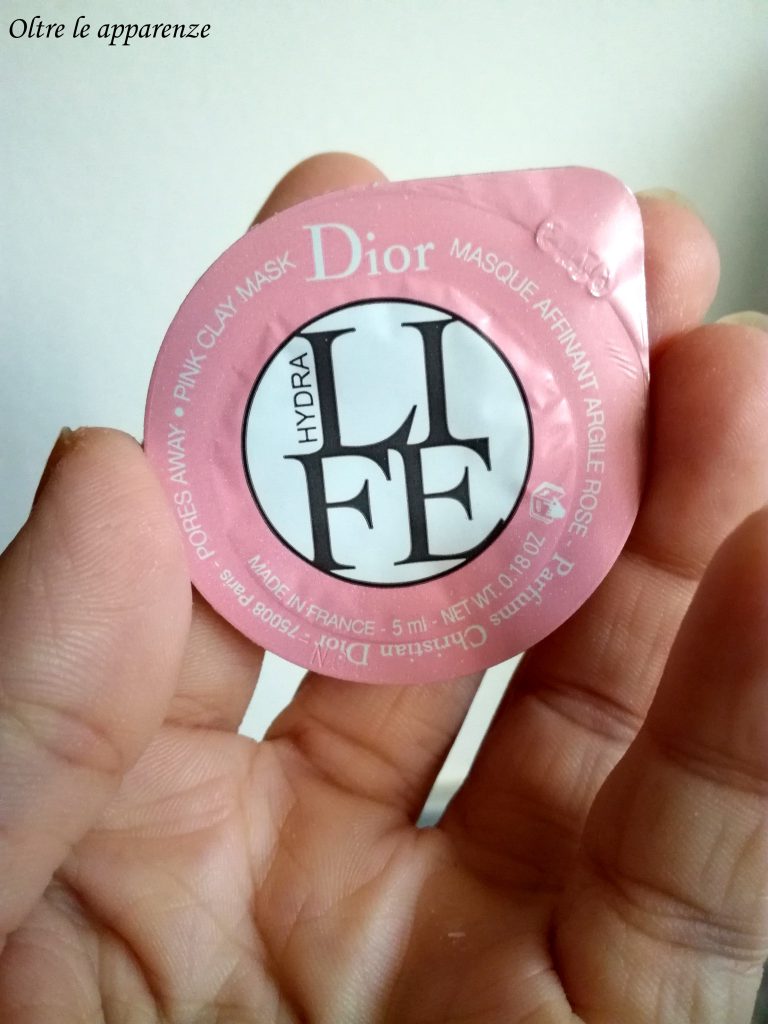 Oltre le apparenze
Dior
PORES AWAY • PINK CLAY MASK
MASQUE AFFINANT ARGILE ROSE
HYDRA
LI
FE
MADE IN FRANCE - 5 ml - NET WT. 0.18 OZ
- Parfums Christian Dior - 75008 Paris -